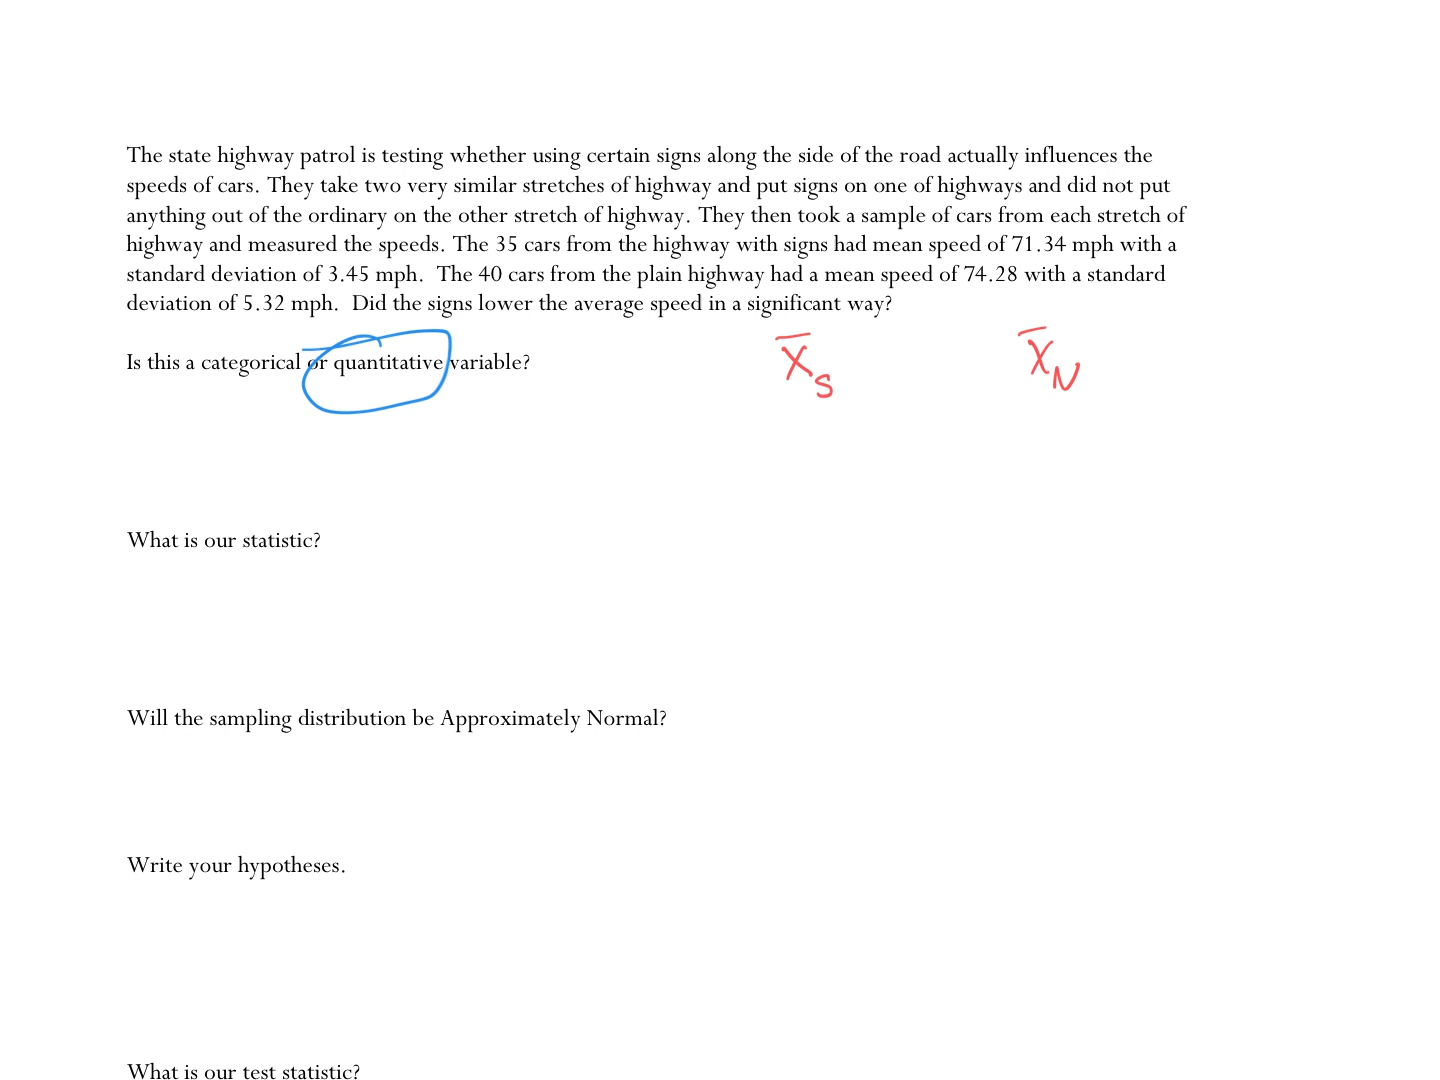 The state highway patrol is testing whether using certain signs along the side of the road actually influences the
speeds of cars. They take two very similar stretches of highway and put signs on one of highways and did not put
anything out of the ordinary on the other stretch of highway. They then took a sample of cars from each stretch of
highway and measured the speeds. The 35 cars from the highway with signs had mean speed of 71.34 mph with a
standard deviation of 3.45 mph.  The 40 cars from the plain highway had a mean speed of 74.28 with a standard
deviation of 5.32 mph.  Did the signs lower the average speed in a significant way?
Is this a categorical or quantitative variable?
x̄_S x̄_N
What is our statistic?
Will the sampling distribution be Approximately Normal?
Write your hypotheses.
What is our test statistic?